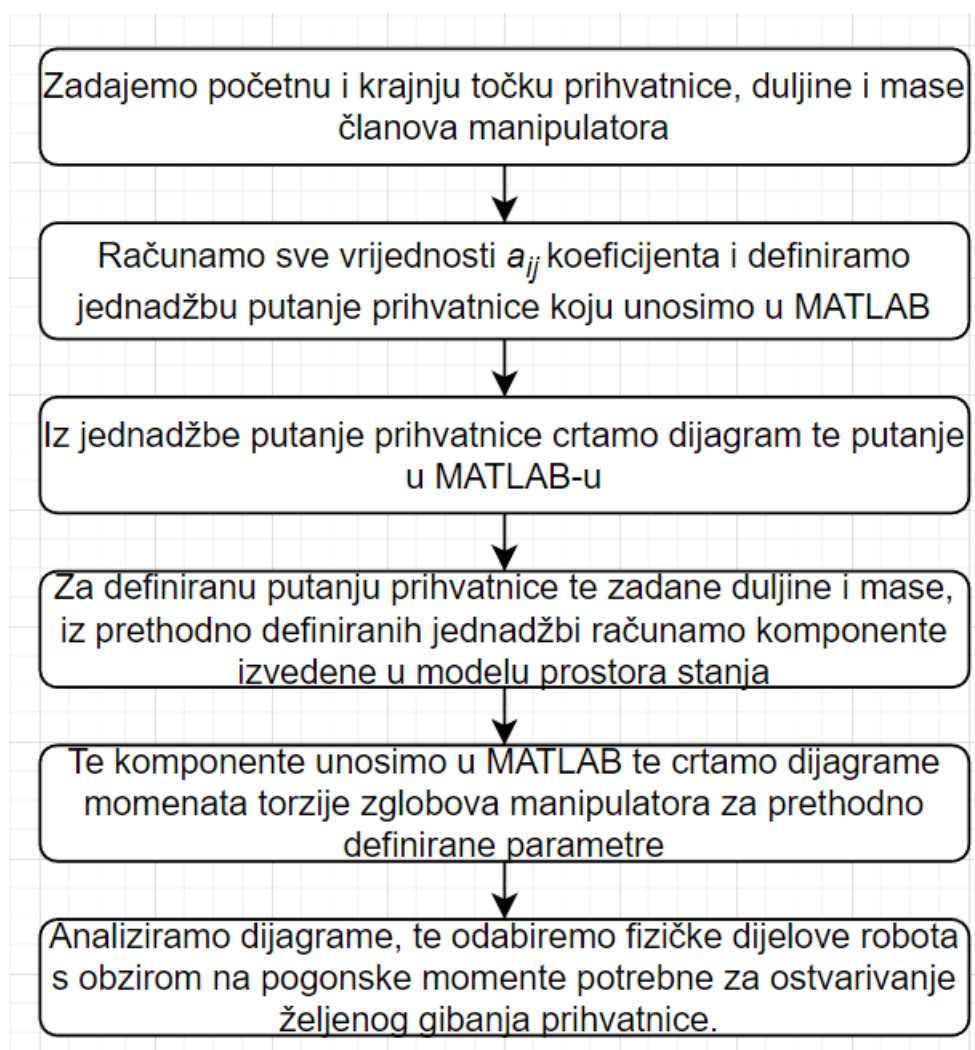 Zadajemo početnu i krajnju točku prihvatnice, duljine i mase
članova manipulatora
Računamo sve vrijednosti a_ij koeficijenta i definiramo
jednadžbu putanje prihvatnice koju unosimo u MATLAB
Iz jednadžbe putanje prihvatnice crtamo dijagram te putanje
u MATLAB-u
Za definiranu putanju prihvatnice te zadane duljine i mase,
iz prethodno definiranih jednadžbi računamo komponente
izvedene u modelu prostora stanja
Te komponente unosimo u MATLAB te crtamo dijagrame
momenata torzije zglobova manipulatora za prethodno
definirane parametre
Analiziramo dijagrame, te odabiremo fizičke dijelove robota
s obzirom na pogonske momente potrebne za ostvarivanje
željenog gibanja prihvatnice.